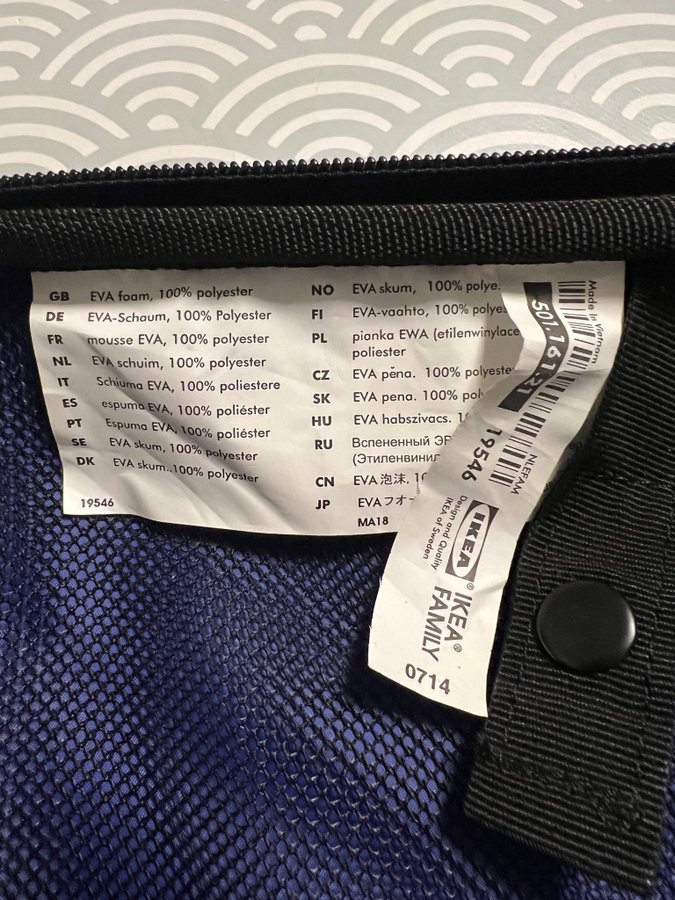 GB EVA foam, 100% polyester
DE EVA-Schaum, 100% Polyester
FR mousse EVA, 100% polyester
NL EVA schuim, 100% polyester
IT Schiuma EVA, 100% poliestere
ES espuma EVA, 100% poliéster
PT Espuma EVA, 100% poliéster
SE EVA skum, 100% polyester
DK EVA skum..100% polyester
19546
NO EVA skum, 100% polye
FI EVA-vaahto, 100% polye
PL pianka EWA (etilenwinylace
poliester
CZ EVA pěna. 100% polyeste
SK EVA pena. 100% poly
HU EVA habszivacs.
RU Вспененный
(Этиленвинил
CN EVA 泡沫,
JP EVA フォ
MA18
Made in Vietnam
501.161.21
19546
NLEFAM
Design and Quality
IKEA of Sweden
IKEA®
IKEA®
FAMILY
0714